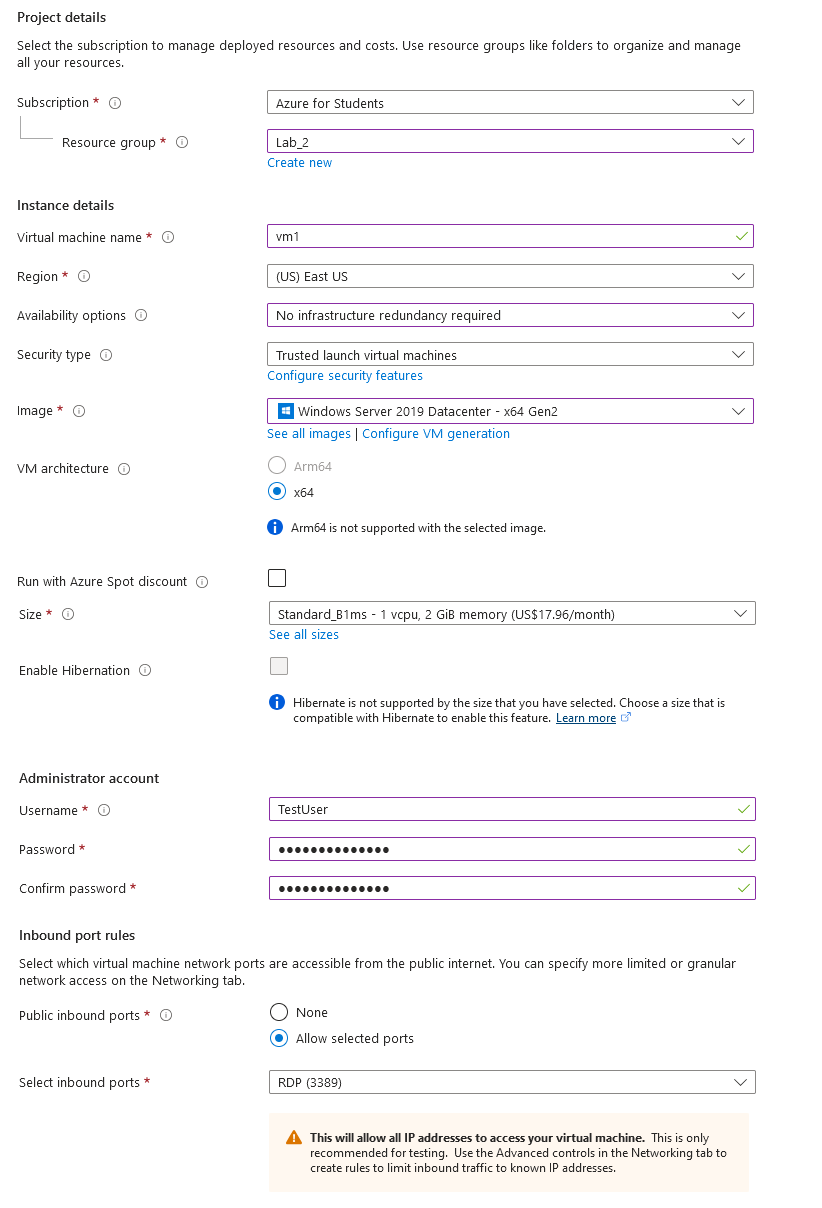 Project details
Select the subscription to manage deployed resources and costs. Use resource groups like folders to organize and manage
all your resources.
Subscription *
Azure for Students
Resource group *
Lab_2
Create new
Instance details
Virtual machine name *
vm1
Region *
(US) East US
Availability options
No infrastructure redundancy required
Security type
Trusted launch virtual machines
Configure security features
Image *
Windows Server 2019 Datacenter - x64 Gen2
See all images | Configure VM generation
VM architecture
Arm64
x64
Arm64 is not supported with the selected image.
Run with Azure Spot discount
Size *
Standard_B1ms - 1 vcpu, 2 GiB memory (US$17.96/month)
See all sizes
Enable Hibernation
Hibernate is not supported by the size that you have selected. Choose a size that is
compatible with Hibernate to enable this feature. Learn more
Administrator account
Username *
TestUser
Password *
●●●●●●●●●●●●●●
Confirm password *
●●●●●●●●●●●●●●
Inbound port rules
Select which virtual machine network ports are accessible from the public internet. You can specify more limited or granular
network access on the Networking tab.
Public inbound ports *
None
Allow selected ports
Select inbound ports *
RDP (3389)
This will allow all IP addresses to access your virtual machine. This is only
recommended for testing. Use the Advanced controls in the Networking tab to
create rules to limit inbound traffic to known IP addresses.